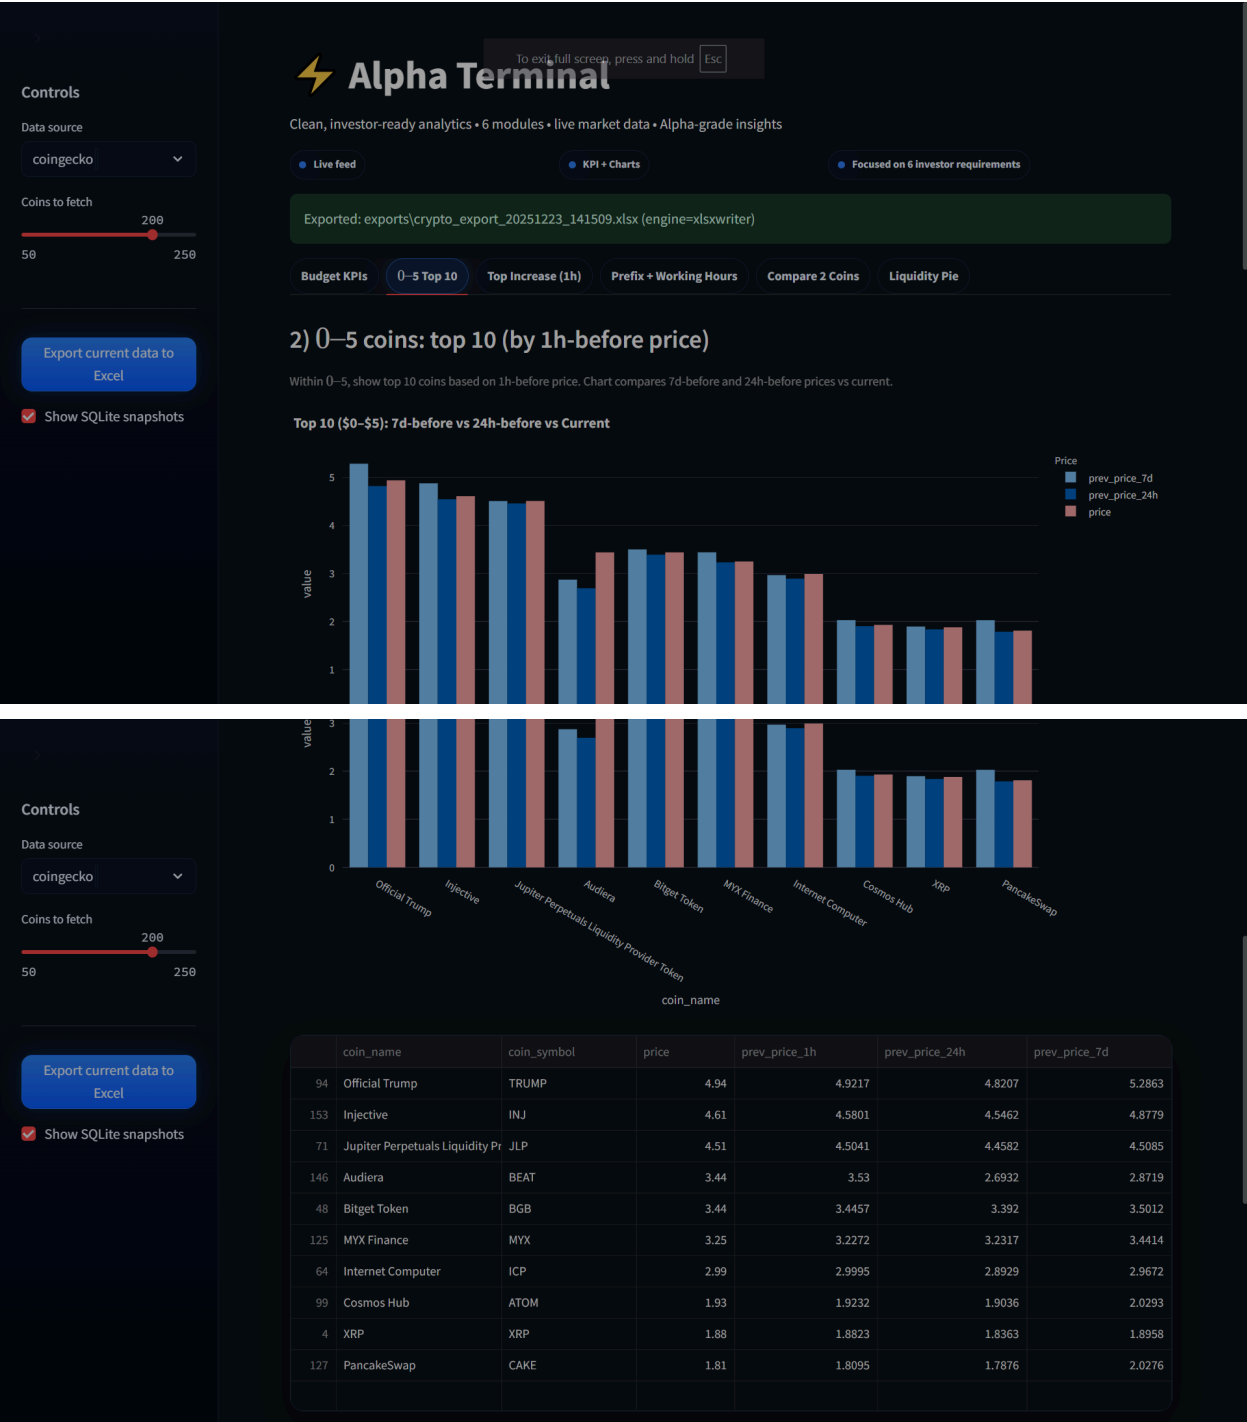 To exit full screen, press and hold Esc
⚡ Alpha Terminal
Clean, investor-ready analytics • 6 modules • live market data • Alpha-grade insights
Live feed
KPI + Charts
Focused on 6 investor requirements
Controls
Data source
coingecko
Coins to fetch
200
50 250
Export current data to
Excel
Show SQLite snapshots
Exported: exports\crypto_export_20251223_141509.xlsx (engine=xlsxwriter)
Budget KPIs 0–5 Top 10 Top Increase (1h) Prefix + Working Hours Compare 2 Coins Liquidity Pie
2) 0–5 coins: top 10 (by 1h-before price)
Within 0–5, show top 10 coins based on 1h-before price. Chart compares 7d-before and 24h-before prices vs current.
Top 10 ($0–$5): 7d-before vs 24h-before vs Current
Price
prev_price_7d
prev_price_24h
price
5
4
3
2
1
value
Controls
Data source
coingecko
Coins to fetch
200
50 250
Export current data to
Excel
Show SQLite snapshots
value
3
2
1
0
Official Trump
Injective
Jupiter Perpetuals Liquidity Provider Token
Audiera
Bitget Token
MYX Finance
Internet Computer
Cosmos Hub
XRP
PancakeSwap
coin_name
coin_name coin_symbol price prev_price_1h prev_price_24h prev_price_7d
94 Official Trump TRUMP 4.94 4.9217 4.8207 5.2863
153 Injective INJ 4.61 4.5801 4.5462 4.8779
71 Jupiter Perpetuals Liquidity Pr JLP 4.51 4.5041 4.4582 4.5085
146 Audiera BEAT 3.44 3.53 2.6932 2.8719
48 Bitget Token BGB 3.44 3.4457 3.392 3.5012
125 MYX Finance MYX 3.25 3.2272 3.2317 3.4414
64 Internet Computer ICP 2.99 2.9995 2.8929 2.9672
99 Cosmos Hub ATOM 1.93 1.9232 1.9036 2.0293
4 XRP XRP 1.88 1.8823 1.8363 1.8958
127 PancakeSwap CAKE 1.81 1.8095 1.7876 2.0276